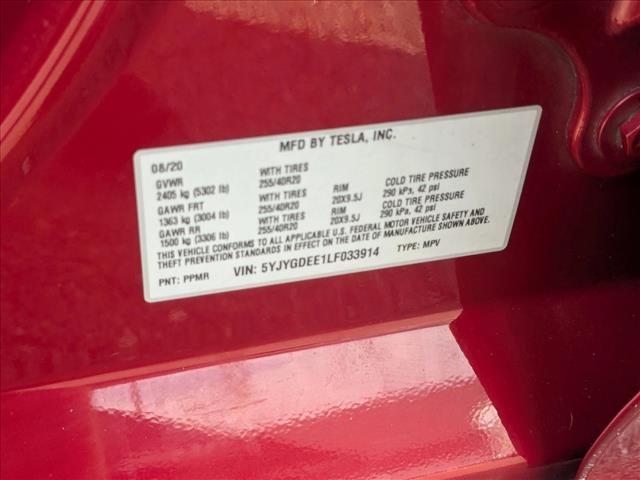 MFD BY TESLA, INC.
08/20
GVWR WITH TIRES
2405 kg (5302 lb) 255/40R20 RIM COLD TIRE PRESSURE
GAWR FRT WITH TIRES 20X9.5J 290 kPa, 42 psi
1363 kg (3004 lb) 255/40R20 RIM COLD TIRE PRESSURE
GAWR RR WITH TIRES 20X9.5J 290 kPa, 42 psi
1500 kg (3306 lb) 255/40R20
THIS VEHICLE CONFORMS TO ALL APPLICABLE U.S. FEDERAL MOTOR VEHICLE SAFETY AND
THEFT PREVENTION STANDARDS IN EFFECT ON THE DATE OF MANUFACTURE SHOWN ABOVE.
PNT: PPMR VIN: 5YJYGDEE1LF033914 TYPE: MPV